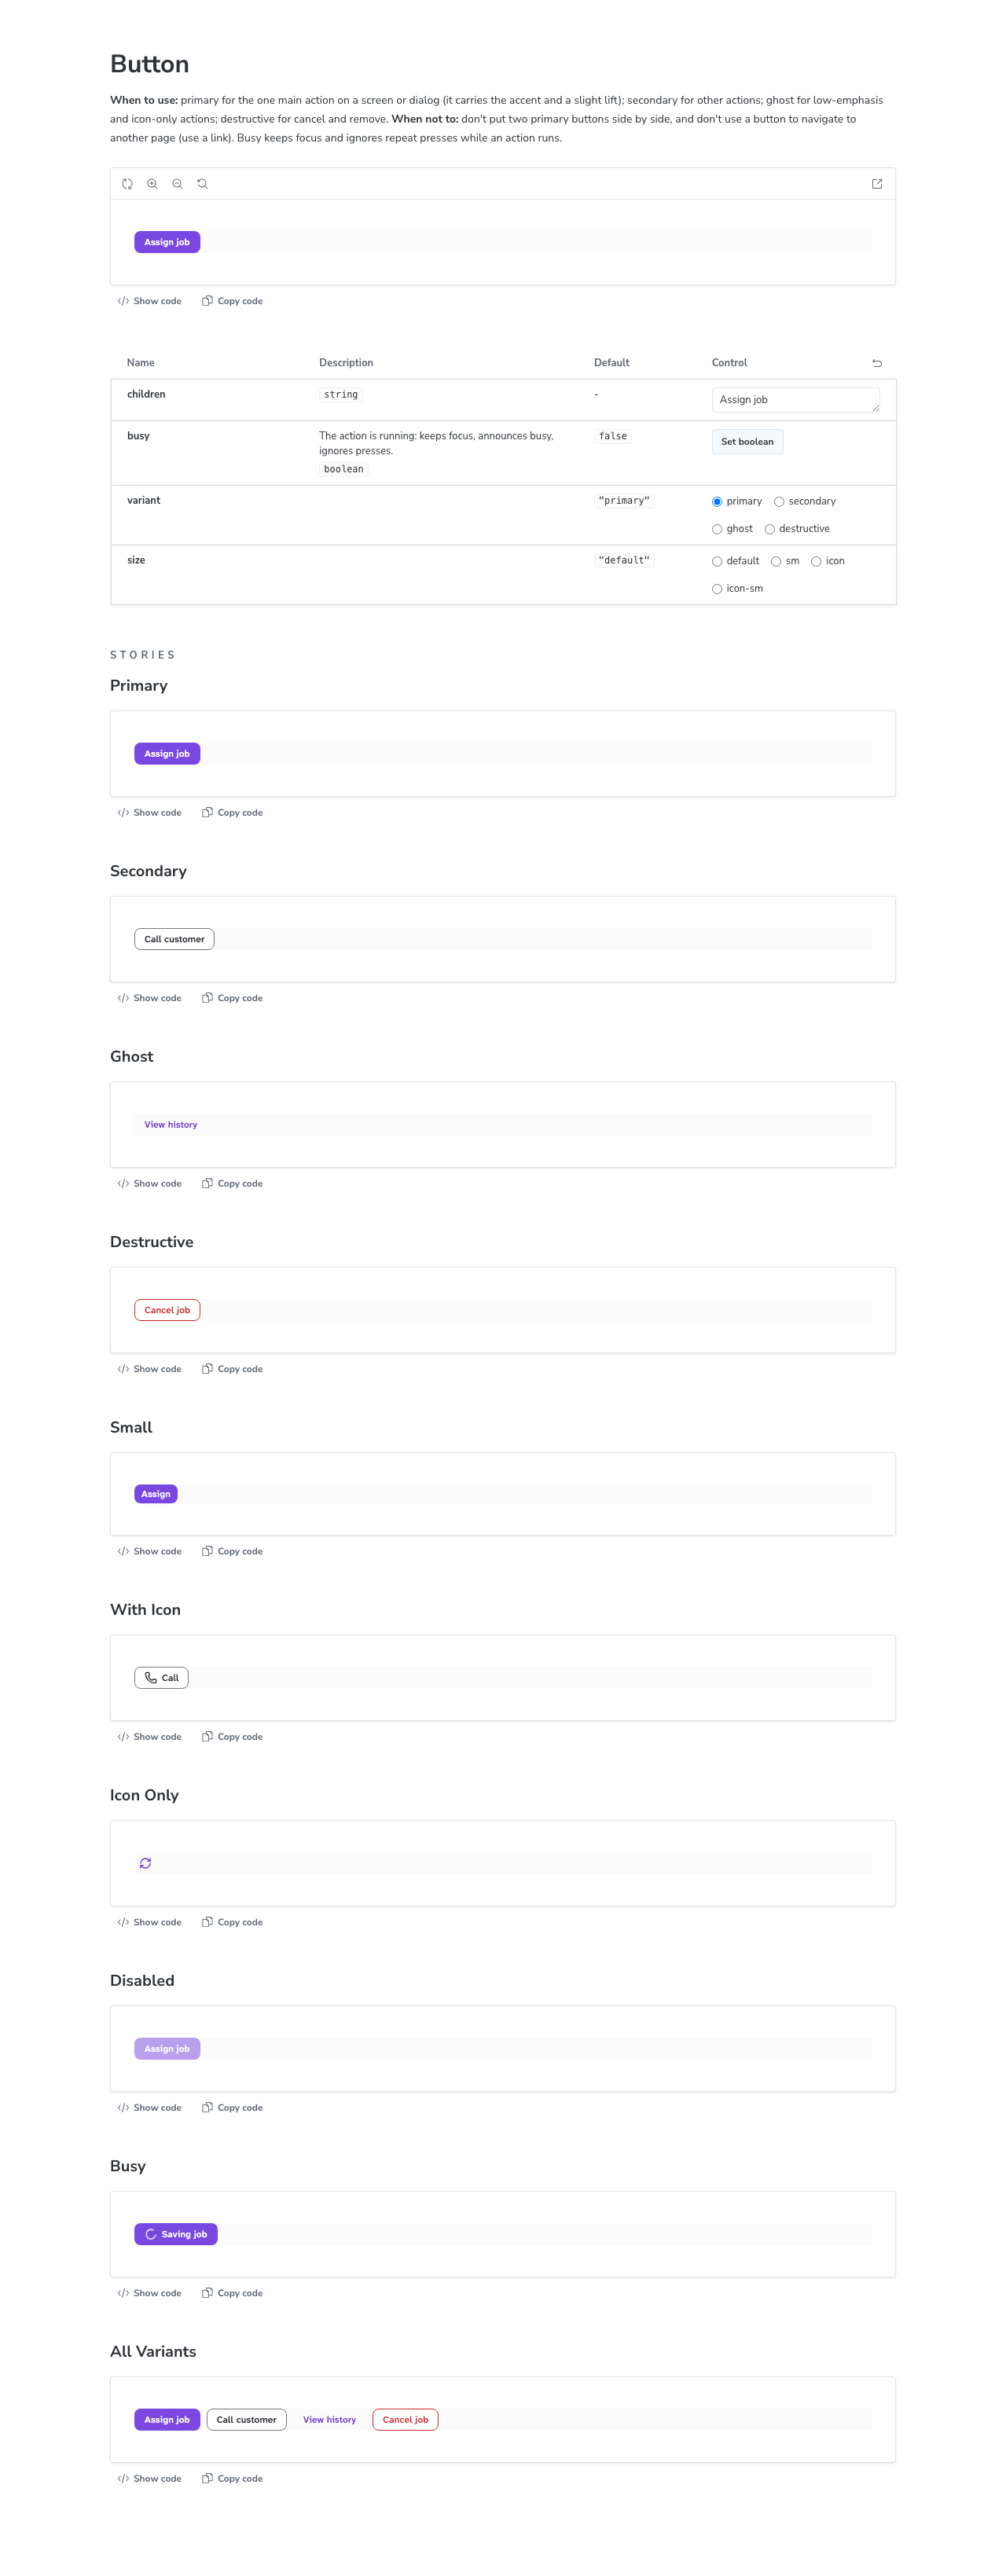 Button
When to use: primary for the one main action on a screen or dialog (it carries the accent and a slight lift); secondary for other actions; ghost for low-emphasis
and icon-only actions; destructive for cancel and remove. When not to: don't put two primary buttons side by side, and don't use a button to navigate to
another page (use a link). Busy keeps focus and ignores repeat presses while an action runs.
Assign job
Show code Copy code
Name Description Default Control
children string - Assign job
busy The action is running: keeps focus, announces busy, false Set boolean
ignores presses.
boolean
variant "primary" primary secondary
ghost destructive
size "default" default sm icon
icon-sm
STORIES
Primary
Assign job
Show code Copy code
Secondary
Call customer
Show code Copy code
Ghost
View history
Show code Copy code
Destructive
Cancel job
Show code Copy code
Small
Assign
Show code Copy code
With Icon
Call
Show code Copy code
Icon Only
Show code Copy code
Disabled
Assign job
Show code Copy code
Busy
Saving job
Show code Copy code
All Variants
Assign job Call customer View history Cancel job
Show code Copy code